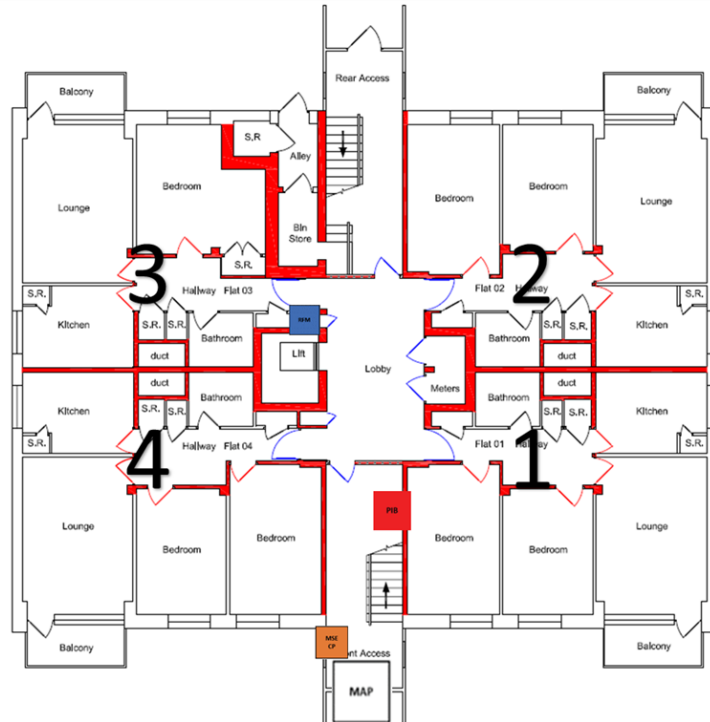 Rear Access
Balcony
Balcony
S.R
Alley
Bedroom
Bedroom
Bedroom
Lounge
Lounge
Bin
Store
3
2
S.R.
Hallway
Flat 03
Flat 02
Hallway
S.R.
S.R.
Kitchen
S.R.
S.R.
Bathroom
Bathroom
S.R.
S.R.
Kitchen
duct
Lift
Lobby
duct
duct
Meters
duct
Kitchen
S.R.
S.R.
Bathroom
Bathroom
S.R.
S.R.
Kitchen
S.R.
S.R.
4
1
Hallway
Flat 04
Flat 01
Hallway
PIB
Lounge
Bedroom
Bedroom
Bedroom
Bedroom
Lounge
MSE
CP
Balcony
nt Access
Balcony
MAP